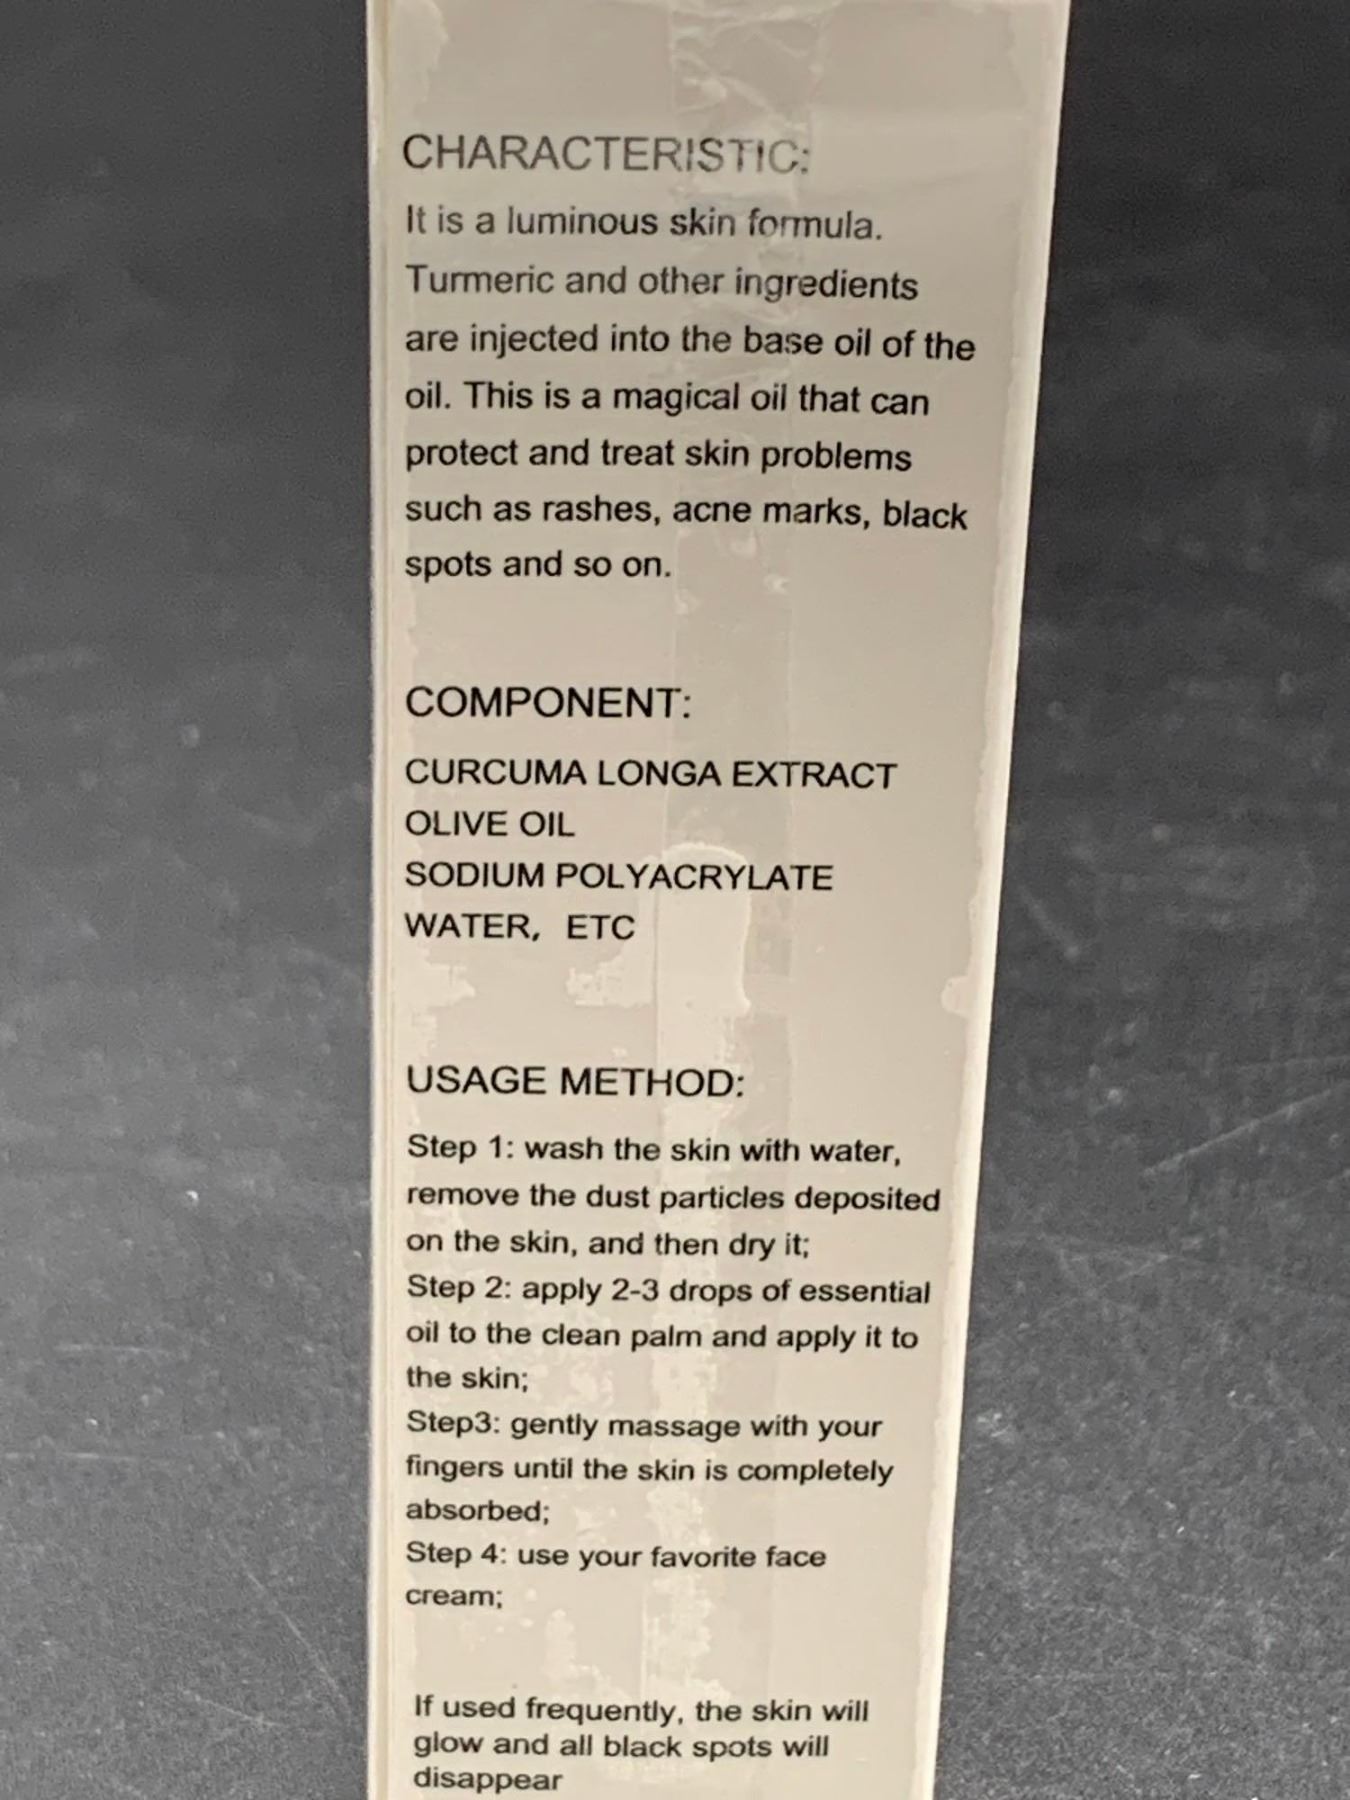 CHARACTERISTIC:
It is a luminous skin formula.
Turmeric and other ingredients
are injected into the base oil of the
oil. This is a magical oil that can
protect and treat skin problems
such as rashes, acne marks, black
spots and so on.
COMPONENT:
CURCUMA LONGA EXTRACT
OLIVE OIL
SODIUM POLYACRYLATE
WATER, ETC
USAGE METHOD:
Step 1: wash the skin with water,
remove the dust particles deposited
on the skin, and then dry it;
Step 2: apply 2-3 drops of essential
oil to the clean palm and apply it to
the skin;
Step3: gently massage with your
fingers until the skin is completely
absorbed;
Step 4: use your favorite face
cream;
If used frequently, the skin will
glow and all black spots will
disappear